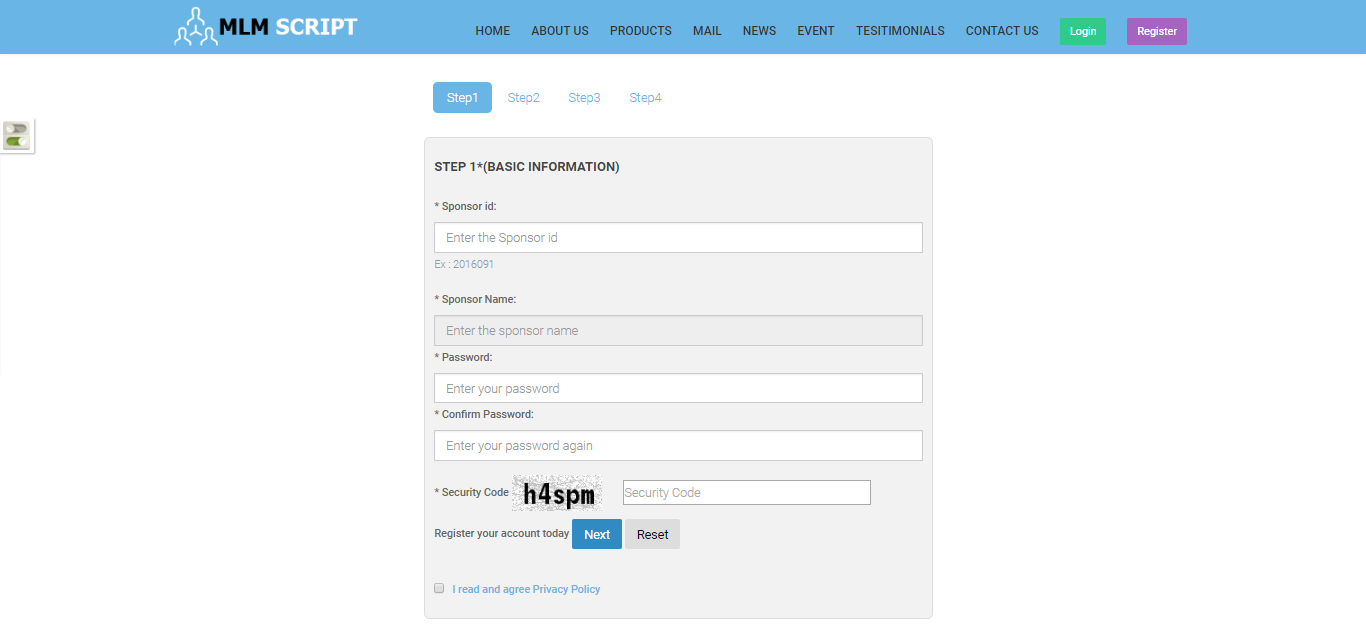 MLM SCRIPT
HOME ABOUT US PRODUCTS MAIL NEWS EVENT TESITIMONIALS CONTACT US Login Register
Step1 Step2 Step3 Step4
STEP 1*(BASIC INFORMATION)
* Sponsor id:
Enter the Sponsor id
Ex : 2016091
* Sponsor Name:
Enter the sponsor name
* Password:
Enter your password
* Confirm Password:
Enter your password again
* Security Code h4spm Security Code
Register your account today Next Reset
I read and agree Privacy Policy